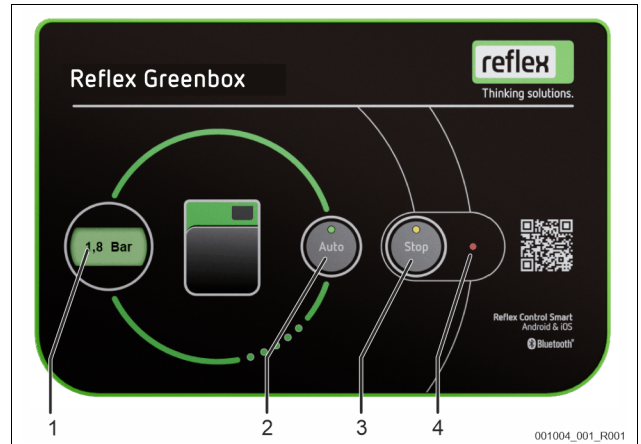 Reflex Greenbox
reflex
Thinking solutions.
1,8 Bar
Auto
Stop
Reflex Control Smart
Android & iOS
Bluetooth®
1
2
3
4
001004_001_R001